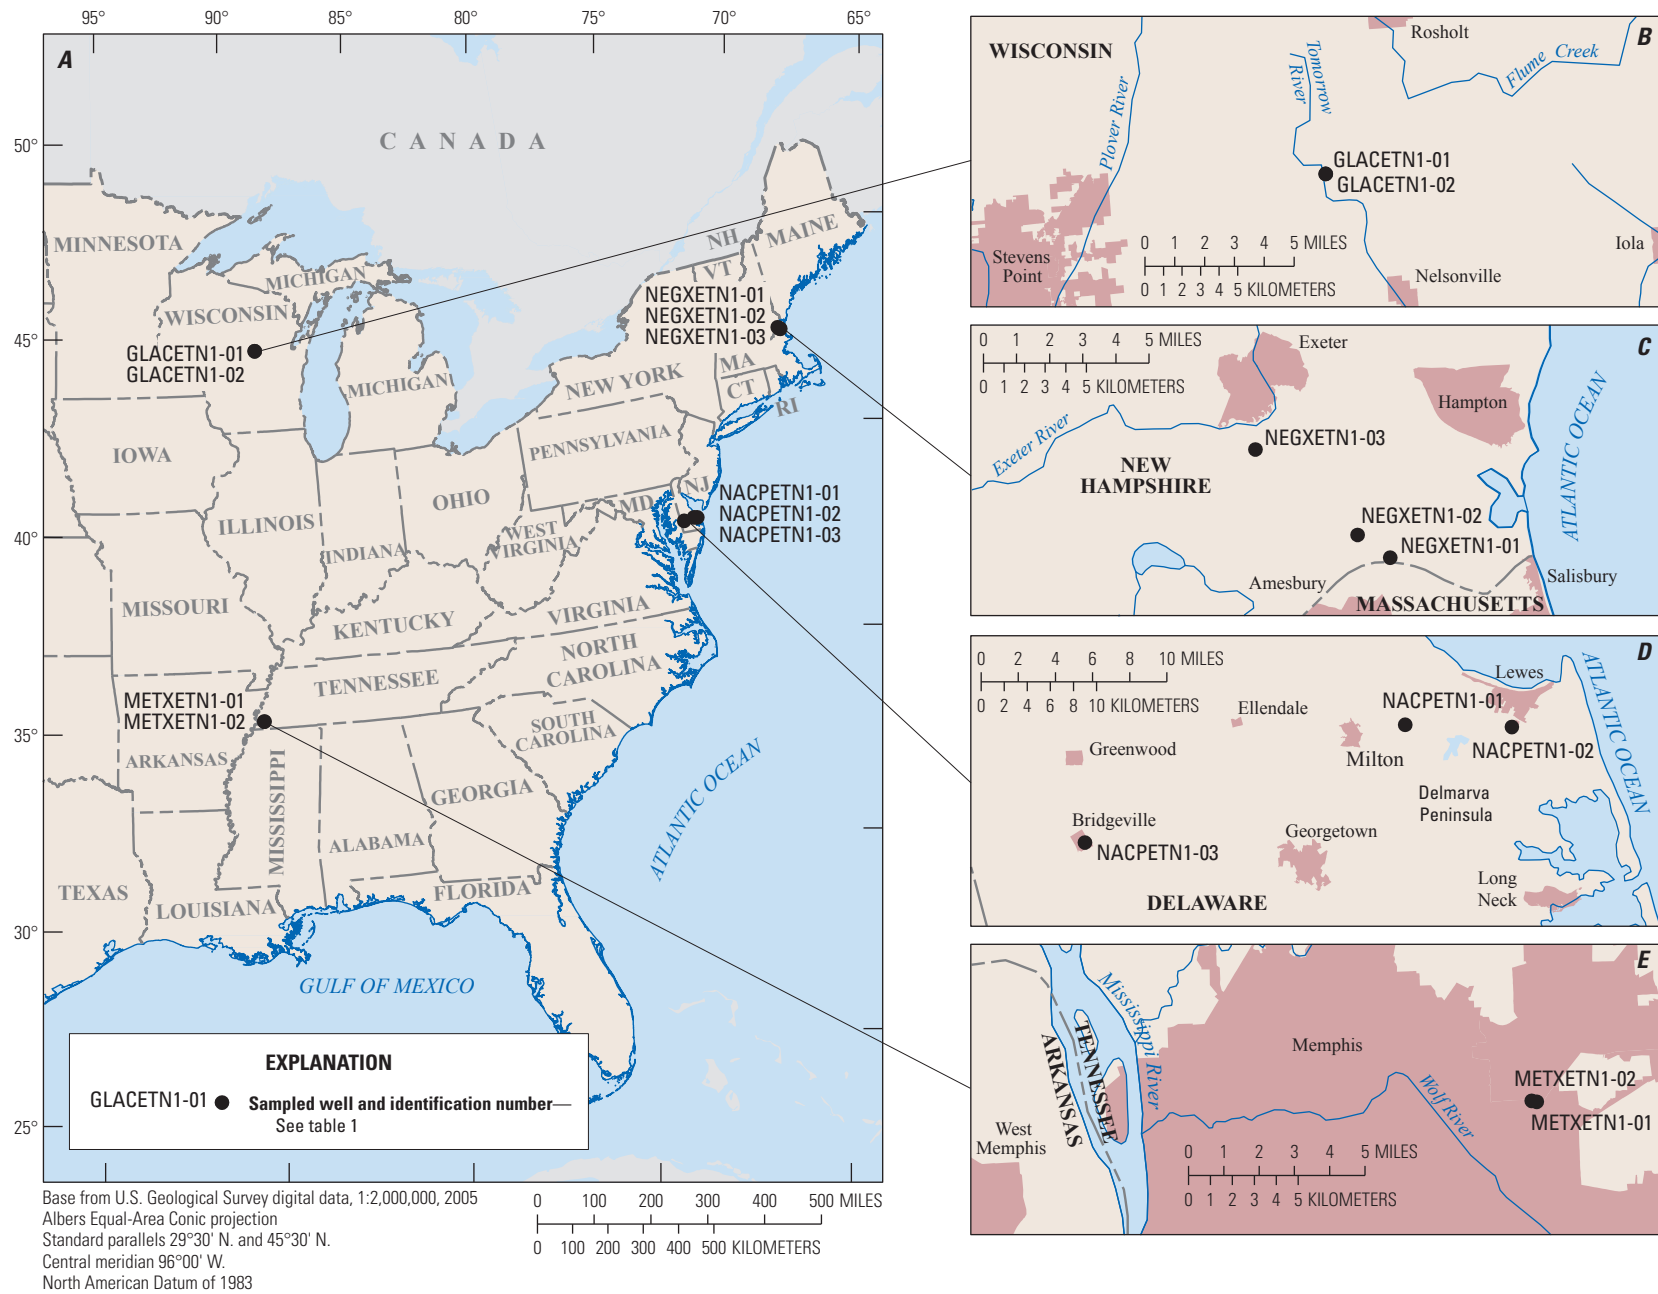 95°
90°
85°
80°
75°
70°
65°
A
CANADA
50°
45°
40°
35°
30°
25°
MINNESOTA
MICHIGAN
WISCONSIN
GLACETN1-01
GLACETN1-02
MICHIGAN
NH
MAINE
VT
NEGXETN1-01
NEGXETN1-02
NEGXETN1-03
MA
CT
RI
NEW YORK
PENNSYLVANIA
NJ
MD
NACPETN1-01
NACPETN1-02
NACPETN1-03
IOWA
ILLINOIS
INDIANA
OHIO
WEST
VIRGINIA
VIRGINIA
MISSOURI
KENTUCKY
NORTH
CAROLINA
TENNESSEE
METXETN1-01
METXETN1-02
SOUTH
CAROLINA
ARKANSAS
MISSISSIPPI
ALABAMA
GEORGIA
ATLANTIC OCEAN
TEXAS
LOUISIANA
FLORIDA
GULF OF MEXICO
EXPLANATION
GLACETN1-01 Sampled well and identification number—
See table 1
95°
90°
85°
80°
75°
70°
65°
Base from U.S. Geological Survey digital data, 1:2,000,000, 2005
Albers Equal-Area Conic projection
Standard parallels 29°30' N. and 45°30' N.
Central meridian 96°00' W.
North American Datum of 1983
0 100 200 300 400 500 MILES
0 100 200 300 400 500 KILOMETERS
B
WISCONSIN
Rosholt
Flume Creek
Tomorrow
River
Plover River
GLACETN1-01
GLACETN1-02
Stevens
Point
Iola
Nelsonville
0 1 2 3 4 5 MILES
0 1 2 3 4 5 KILOMETERS
C
0 1 2 3 4 5 MILES
0 1 2 3 4 5 KILOMETERS
Exeter
Hampton
Exeter River
NEGXETN1-03
NEW
HAMPSHIRE
NEGXETN1-02
NEGXETN1-01
ATLANTIC OCEAN
Amesbury
Salisbury
MASSACHUSETTS
D
0 2 4 6 8 10 MILES
0 2 4 6 8 10 KILOMETERS
Lewes
Ellendale
NACPETN1-01
Greenwood
Milton
NACPETN1-02
ATLANTIC OCEAN
Delmarva
Peninsula
Bridgeville
NACPETN1-03
Georgetown
Long
Neck
DELAWARE
E
Mississippi River
TENNESSEE
ARKANSAS
Memphis
Wolf River
METXETN1-02
METXETN1-01
West
Memphis
0 1 2 3 4 5 MILES
0 1 2 3 4 5 KILOMETERS